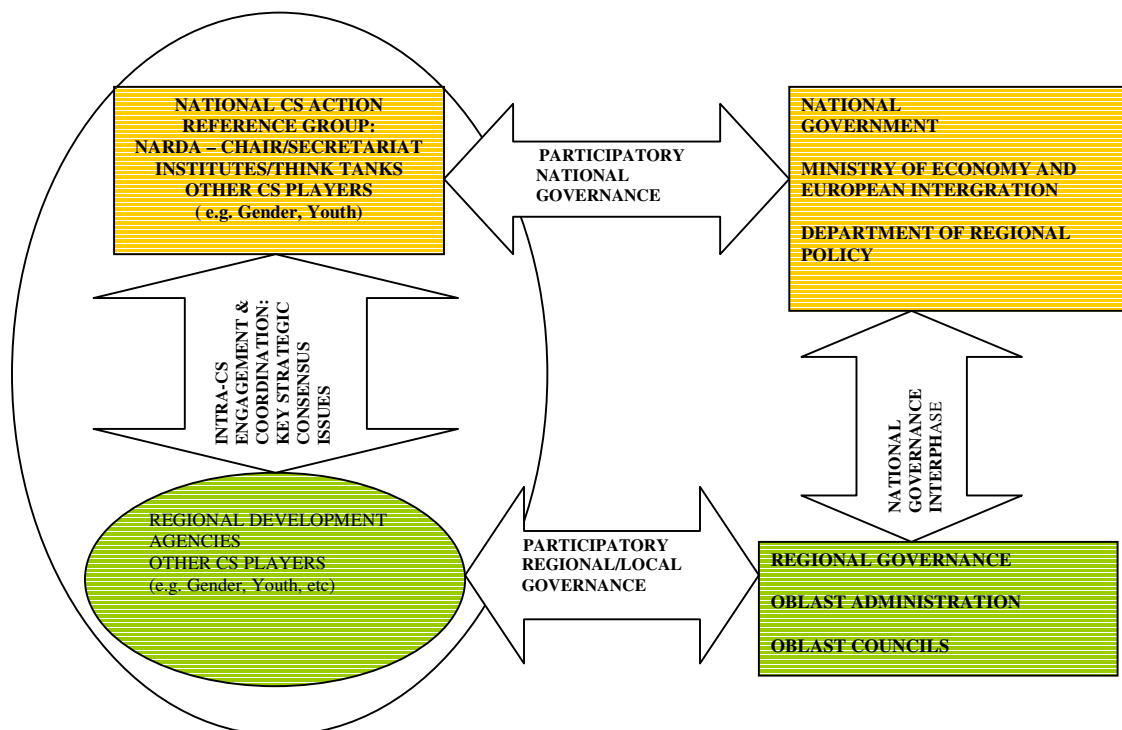 NATIONAL CS ACTION
REFERENCE GROUP:
NARDA – CHAIR/SECRETARIAT
INSTITUTES/THINK TANKS
OTHER CS PLAYERS
( e.g. Gender, Youth)
PARTICIPATORY
NATIONAL
GOVERNANCE
NATIONAL
GOVERNMENT
MINISTRY OF ECONOMY AND
EUROPEAN INTERGRATION
DEPARTMENT OF REGIONAL
POLICY
INTRA-CS
ENGAGEMENT &
COORDINATION:
KEY STRATEGIC
CONSENSUS
ISSUES
NATIONAL
GOVERNANCE
INTERPHASE
REGIONAL DEVELOPMENT
AGENCIES
OTHER CS PLAYERS
(e.g. Gender, Youth, etc)
PARTICIPATORY
REGIONAL/LOCAL
GOVERNANCE
REGIONAL GOVERNANCE
OBLAST ADMINISTRATION
OBLAST COUNCILS